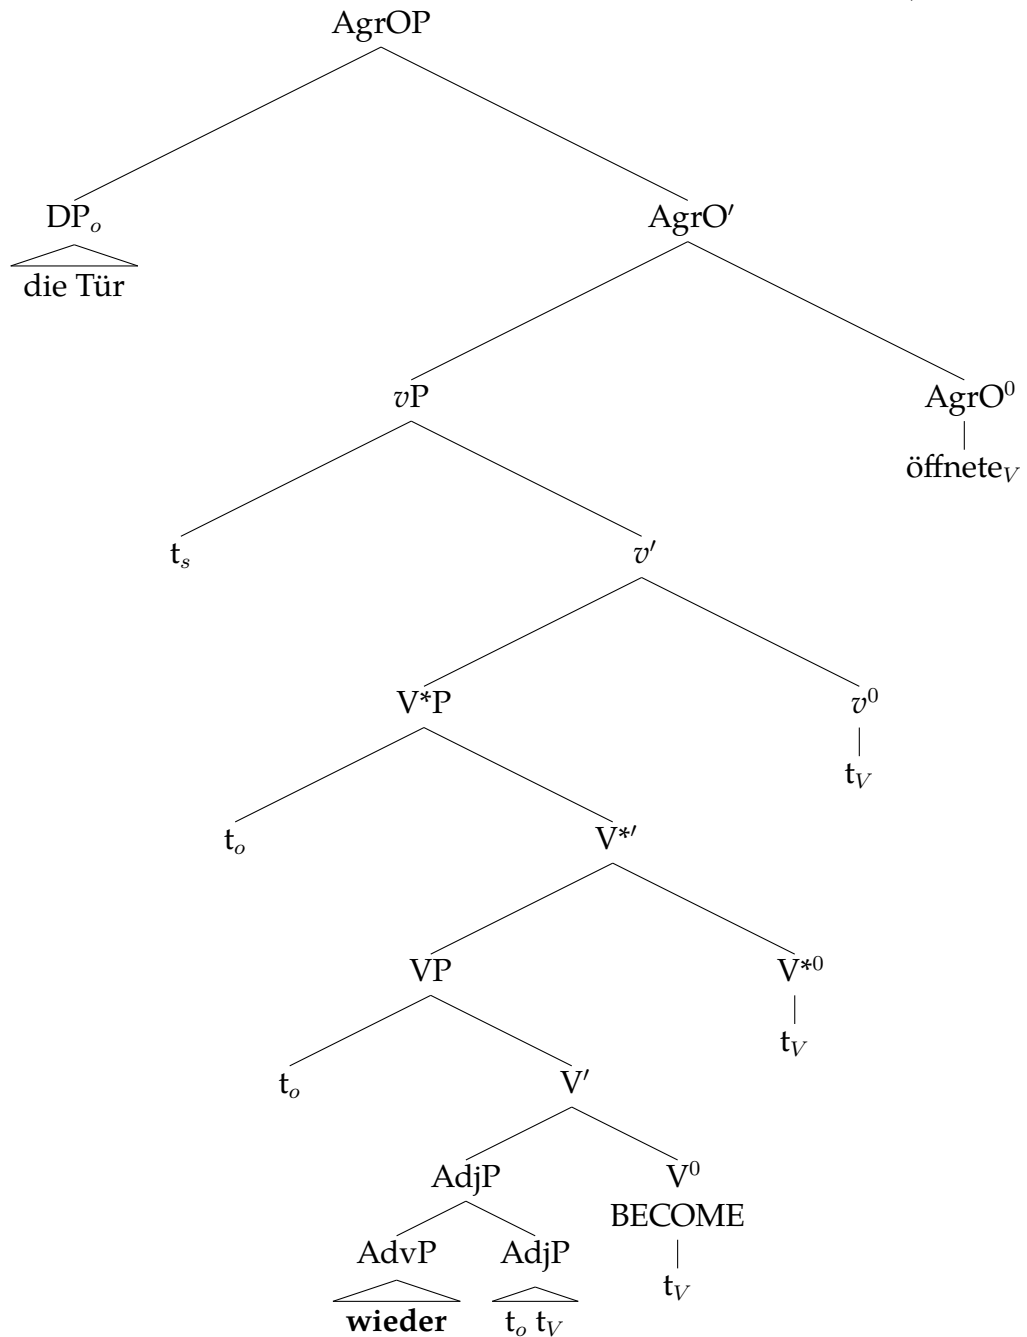 AgrOP
DPₒ AgrO′
die Tür
vP AgrO⁰
öffneteV
tₛ v′
V*P v⁰
tV
tₒ V*′
VP V*⁰
tV
tₒ V′
AdjP V⁰
BECOME
AdvP AdjP
tV
wieder tₒ tV